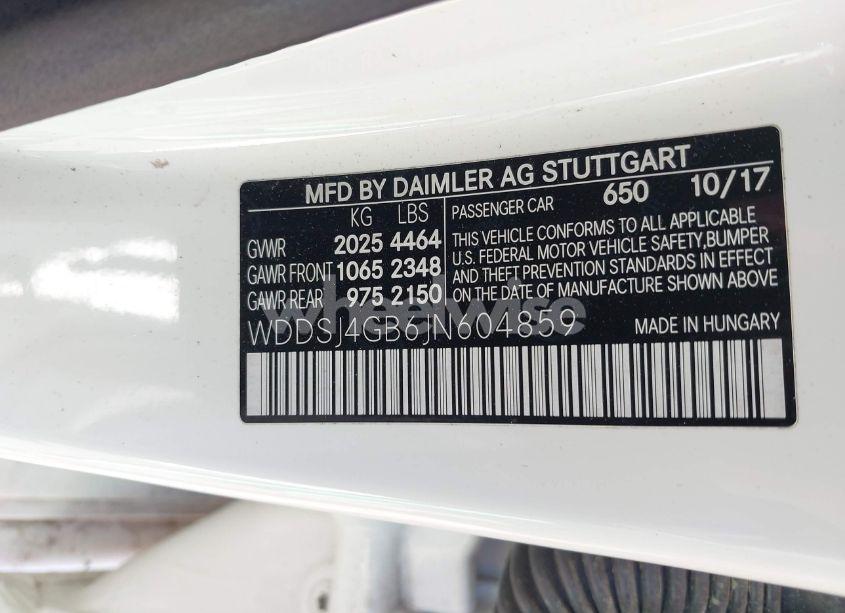 MFD BY DAIMLER AG STUTTGART
650 10/17
KG LBS
GVWR 2025 4464
GAWR FRONT 1065 2348
GAWR REAR 975 2150
PASSENGER CAR
THIS VEHICLE CONFORMS TO ALL APPLICABLE
U.S. FEDERAL MOTOR VEHICLE SAFETY,BUMPER
AND THEFT PREVENTION STANDARDS IN EFFECT
ON THE DATE OF MANUFACTURE SHOWN ABOVE
wheelwise
WDDSJ4GB6JN604859
MADE IN HUNGARY